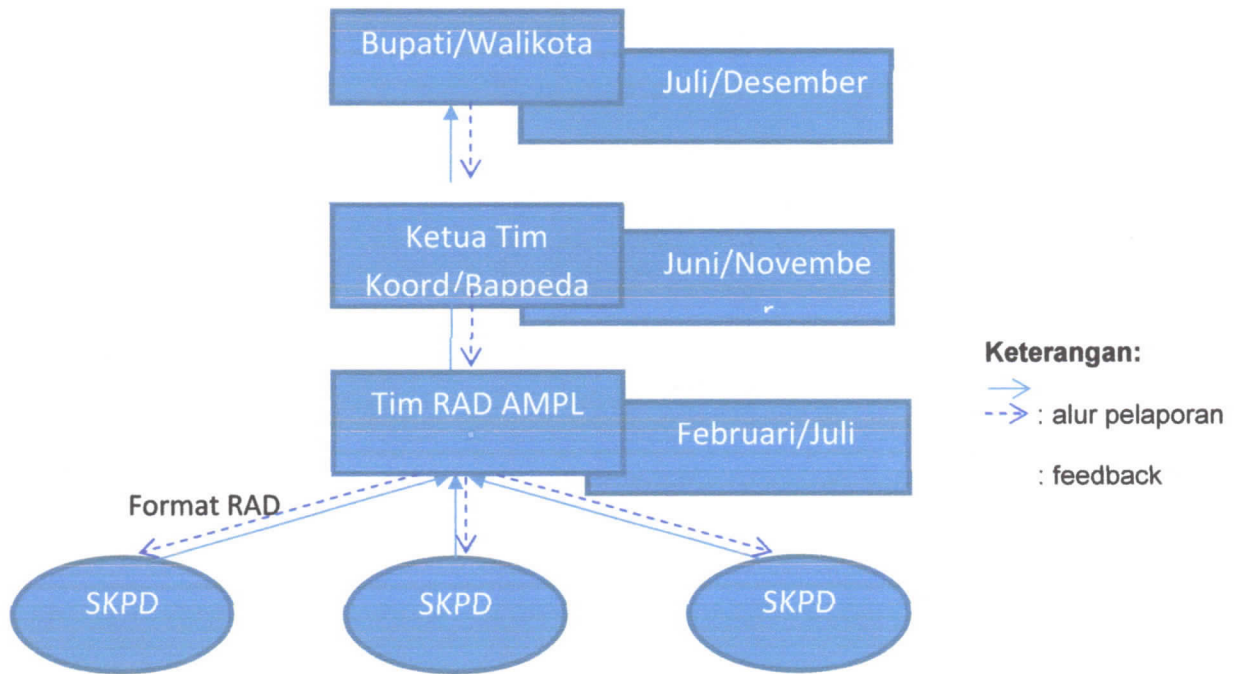 Bupati/Walikota
Juli/Desember
Ketua Tim
Koord/Bappeda
Juni/Novembe
r
Tim RAD AMPL
Februari/Juli
Keterangan:
: alur pelaporan
: feedback
Format RAD
SKPD
SKPD
SKPD